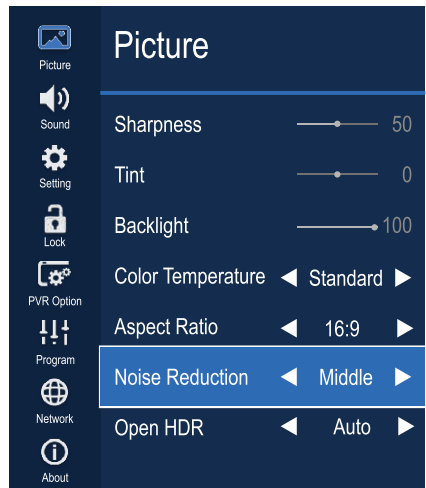 Picture
Sound
Setting
Lock
PVR Option
Program
Network
About
Picture
Sharpness 50
Tint 0
Backlight 100
Color Temperature Standard
Aspect Ratio 16:9
Noise Reduction Middle
Open HDR Auto